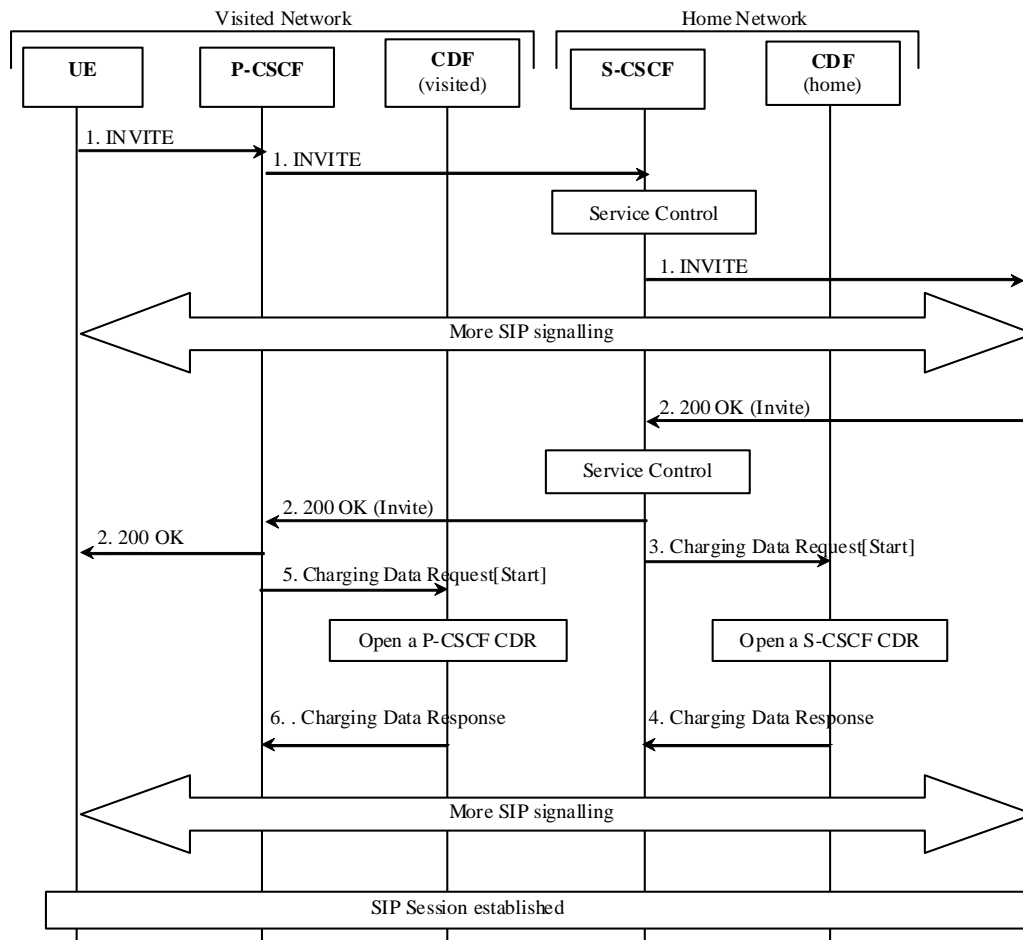 Visited Network
Home Network
UE
P-CSCF
CDF
(visited)
S-CSCF
CDF
(home)
1. INVITE
1. INVITE
Service Control
1. INVITE
More SIP signalling
2. 200 OK (Invite)
Service Control
2. 200 OK (Invite)
2. 200 OK
3. Charging Data Request[Start]
5. Charging Data Request[Start]
Open a P-CSCF CDR
Open a S-CSCF CDR
6. . Charging Data Response
4. Charging Data Response
More SIP signalling
SIP Session established